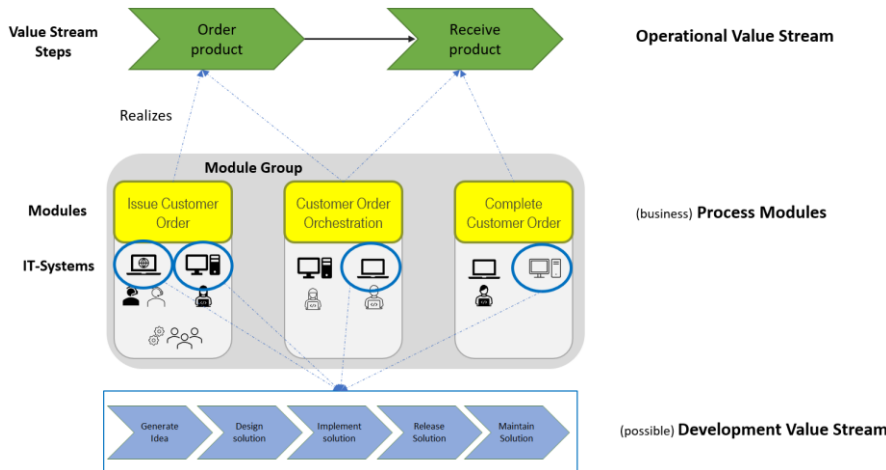 Value Stream
Steps
Order
product
Receive
product
Operational Value Stream
Realizes
Module Group
Modules
Issue Customer
Order
Customer Order
Orchestration
Complete
Customer Order
(business) Process Modules
IT-Systems
Generate
Idea
Design
solution
Implement
solution
Release
Solution
Maintain
Solution
(possible) Development Value Stream